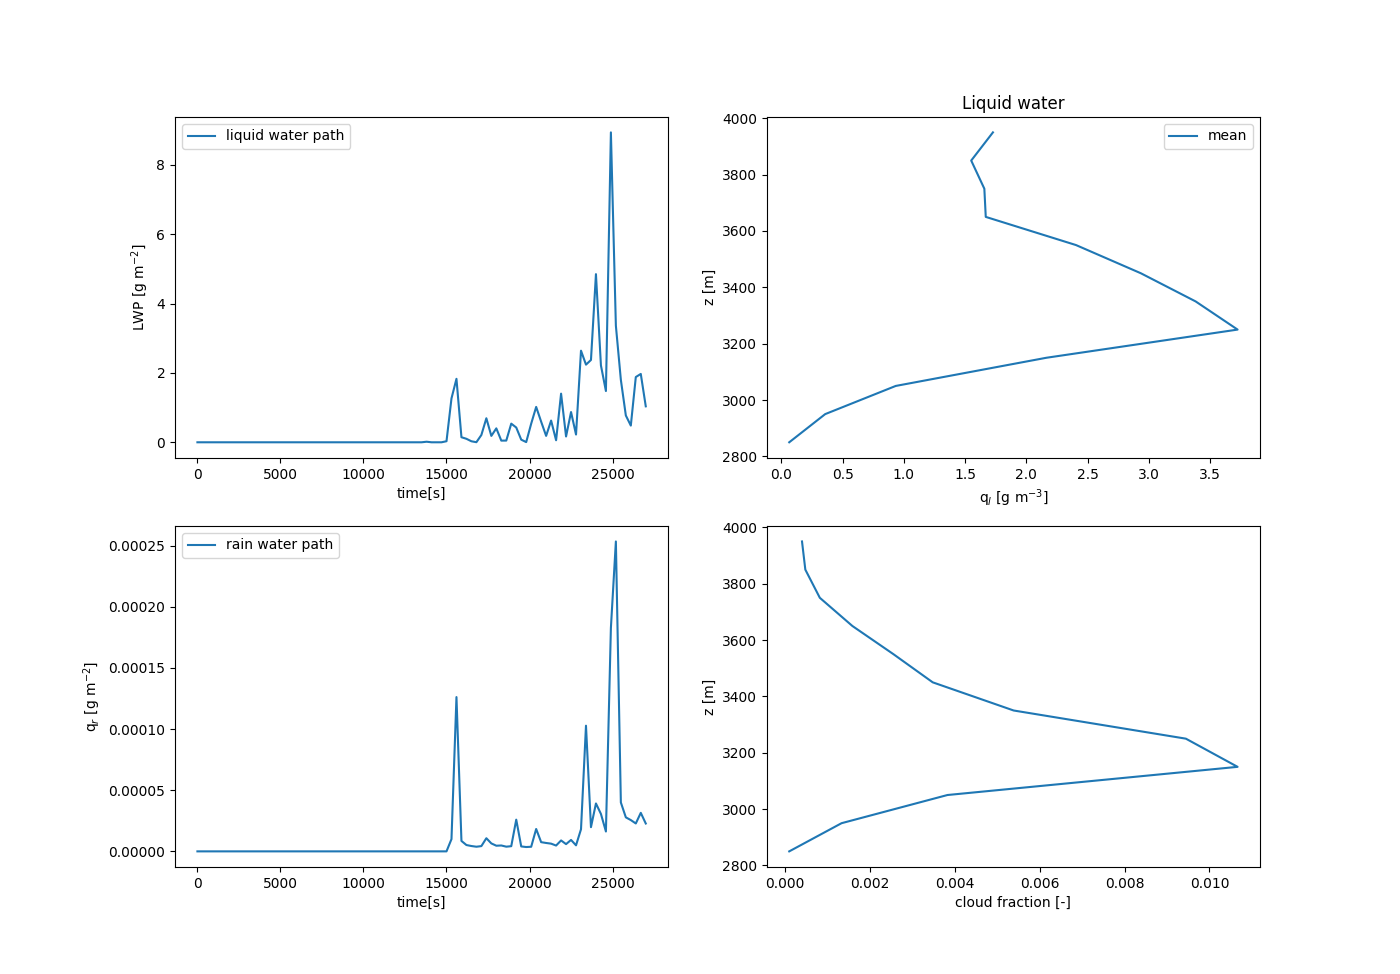 liquid water path
8
6
4
2
0
LWP [g m⁻²]
0 5000 10000 15000 20000 25000
time[s]
Liquid water
mean
4000
3800
3600
3400
3200
3000
2800
z [m]
0.0 0.5 1.0 1.5 2.0 2.5 3.0 3.5
qₗ [g m⁻³]
rain water path
0.00025
0.00020
0.00015
0.00010
0.00005
0.00000
qᵣ [g m⁻²]
0 5000 10000 15000 20000 25000
time[s]
4000
3800
3600
3400
3200
3000
2800
z [m]
0.000 0.002 0.004 0.006 0.008 0.010
cloud fraction [-]